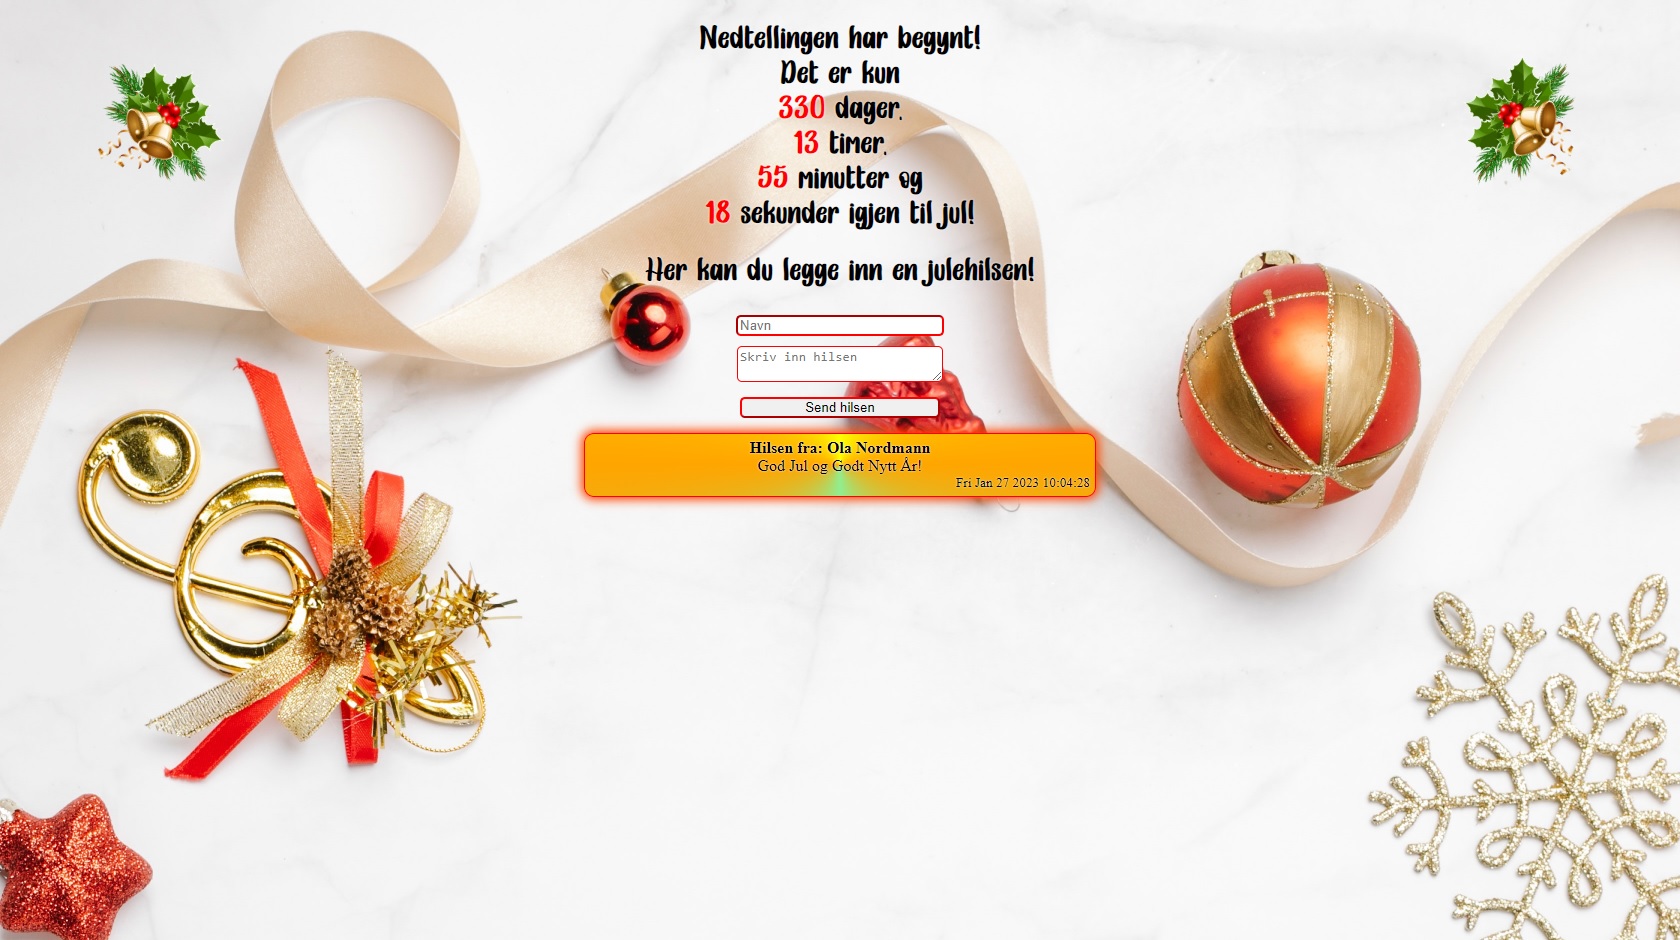 Nedtellingen har begynt!
Det er kun
330 dager,
13 timer,
55 minutter og
18 sekunder igjen til jul!
Her kan du legge inn en julehilsen!
Navn
Skriv inn hilsen
Send hilsen
Hilsen fra: Ola Nordmann
God Jul og Godt Nytt År!
Fri Jan 27 2023 10:04:28